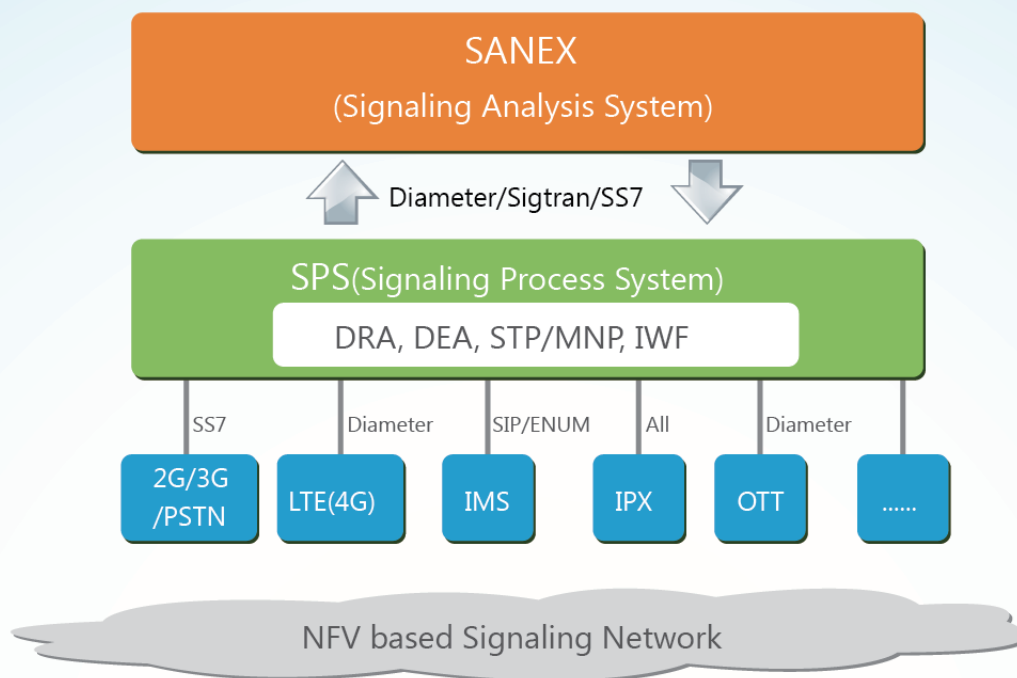 SANEX
(Signaling Analysis System)
Diameter/Sigtran/SS7
SPS(Signaling Process System)
DRA, DEA, STP/MNP, IWF
SS7
Diameter
SIP/ENUM
All
Diameter
2G/3G
/PSTN
LTE(4G)
IMS
IPX
OTT
......
NFV based Signaling Network